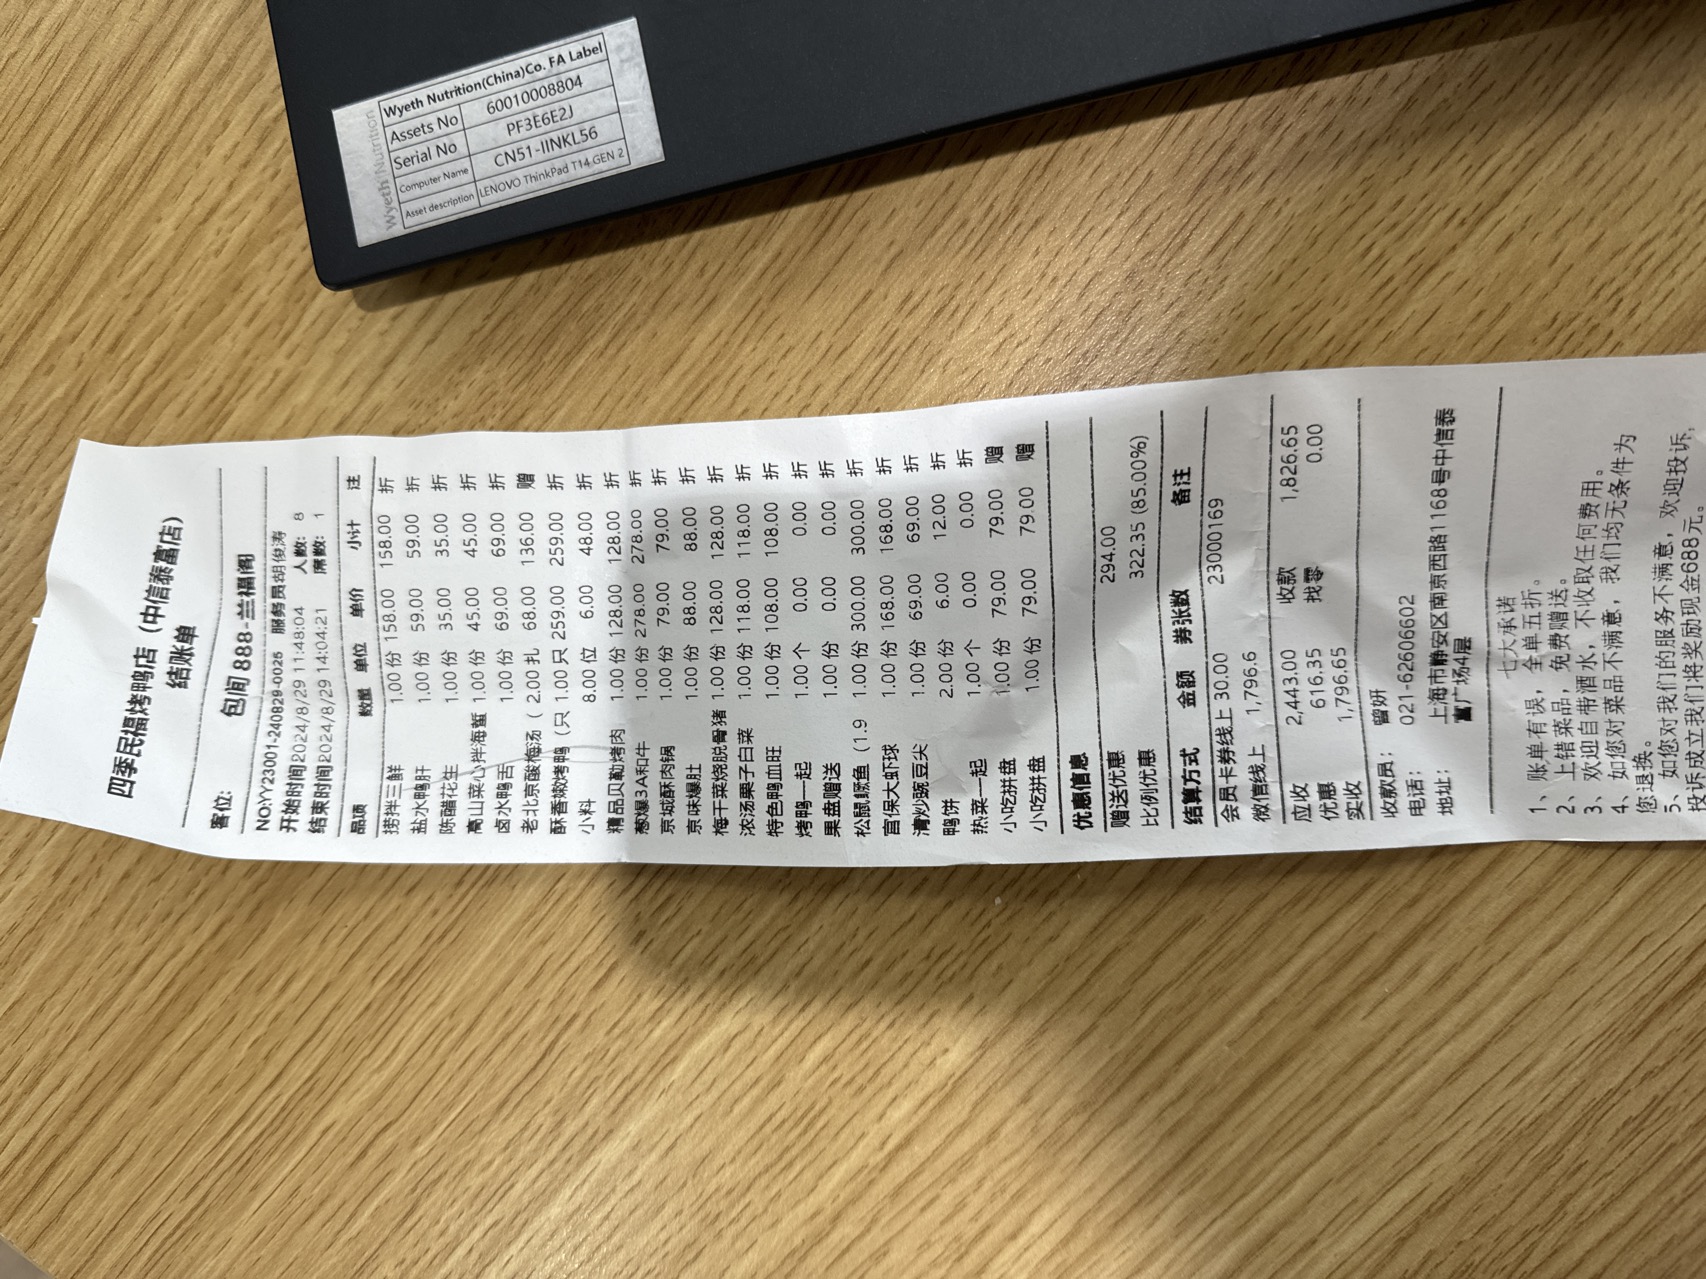 Wyeth Nutrition
Wyeth Nutrition(China)Co. FA Label
Assets No 60010008804
Serial No PF3E6E2J
Computer Name CN51-IINKL56
Asset description LENOVO ThinkPad T14 GEN 2
四季民福烤鸭店（中信泰富店）
结账单
客位: 包间 888-兰福阁
NO:YY23001-240829-0025 服务员:胡俊涛
开始时间2024/8/29 11:48:04 人数: 8
结束时间2024/8/29 14:04:21 席数: 1
品项 数量 单位 单价 小计 注
捞拌三鲜 1.00 份 158.00 158.00 折
盐水鸭肝 1.00 份 59.00 59.00 折
陈醋花生 1.00 份 35.00 35.00 折
高山菜心拌海蜇 1.00 份 45.00 45.00 折
卤水鸭舌 1.00 份 69.00 69.00 折
老北京酸梅汤（ 2.00 扎 68.00 136.00 赠
酥香嫩烤鸭（只 1.00 只 259.00 259.00 折
小料 8.00 位 6.00 48.00 折
精品贝勒烤肉 1.00 份 128.00 128.00 折
葱爆3A和牛 1.00 份 278.00 278.00 折
京城酥肉锅 1.00 份 79.00 79.00 折
京味爆肚 1.00 份 88.00 88.00 折
梅干菜烧脱骨猪 1.00 份 128.00 128.00 折
浓汤栗子白菜 1.00 份 118.00 118.00 折
特色鸭血旺 1.00 份 108.00 108.00 折
烤鸭一起 1.00 个 0.00 0.00 折
果盘赠送 1.00 份 0.00 0.00 折
松鼠鳜鱼（1.9 1.00 份 300.00 300.00 折
宫保大虾球 1.00 份 168.00 168.00 折
清炒豌豆尖 1.00 份 69.00 69.00 折
鸭饼 2.00 份 6.00 12.00 折
热菜一起 1.00 个 0.00 0.00 折
小吃拼盘 1.00 份 79.00 79.00 赠
小吃拼盘 1.00 份 79.00 79.00 赠
优惠信息
赠送优惠 294.00
比例优惠 322.35 (85.00%)
结算方式 金额 券张数 备注
会员卡券线上 30.00 23000169
微信线上 1,796.6
应收 2,443.00 收款 1,826.65
优惠 616.35 找零 0.00
实收 1,796.65
收款员: 曾妍
电话: 021-62606602
地址: 上海市静安区南京西路1168号中信泰
富广场4层
七大承诺
1、账单有误，全单五折。
2、上错菜品，免费赠送。
3、欢迎自带酒水，不收取任何费用。
4、如您对菜品不满意，我们均无条件为
您退换。
5、如您对我们的服务不满意，欢迎投诉，
投诉成立我们将奖励现金688元。